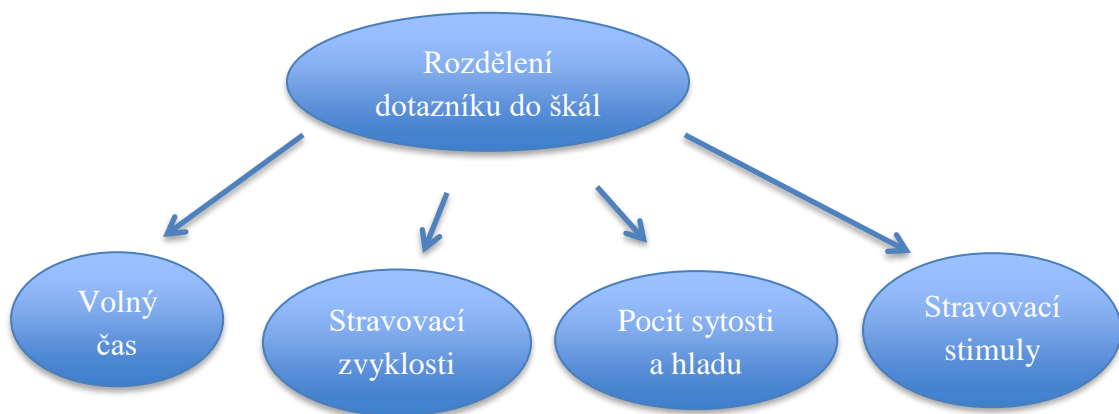 Rozdělení
dotazníku do škál
Volný
čas
Stravovací
zvyklosti
Pocit sytosti
a hladu
Stravovací
stimuly